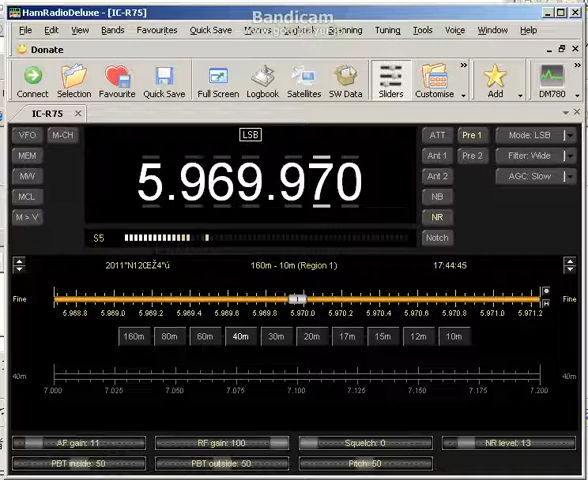 Bandicam
HamRadioDeluxe - [IC-R75]
File Edit View Bands Favourites Quick Save Scanning Tuning Tools Voice Window
Donate
Connect Selection Favourite Quick Save Full Screen Logbook Satellites SW Data Sliders Customise Add DM780
IC-R75
VFO M-CH LSB ATT Pre 1 Mode: LSB
MEM Ant 1 Pre 2 Filter: Wide
MW 5.969.970 Ant 2 AGC: Slow
MCL NB
M > V NR
S5 Notch
160m - 10m (Region 1) 17:44:45
Fine Fine
5.968.8 5.969.0 5.969.2 5.969.4 5.969.6 5.969.8 5.970.0 5.970.2 5.970.4 5.970.6 5.970.8 5.971.0 5.971.2
160m 80m 60m 40m 30m 20m 17m 15m 12m 10m
40m 40m
7.000 7.025 7.050 7.075 7.100 7.125 7.150 7.175 7.200
AF gain: 11 RF gain: 100 Squelch: 0 NR level: 13
PBT inside: 50 PBT outside: 50 Pitch: 50